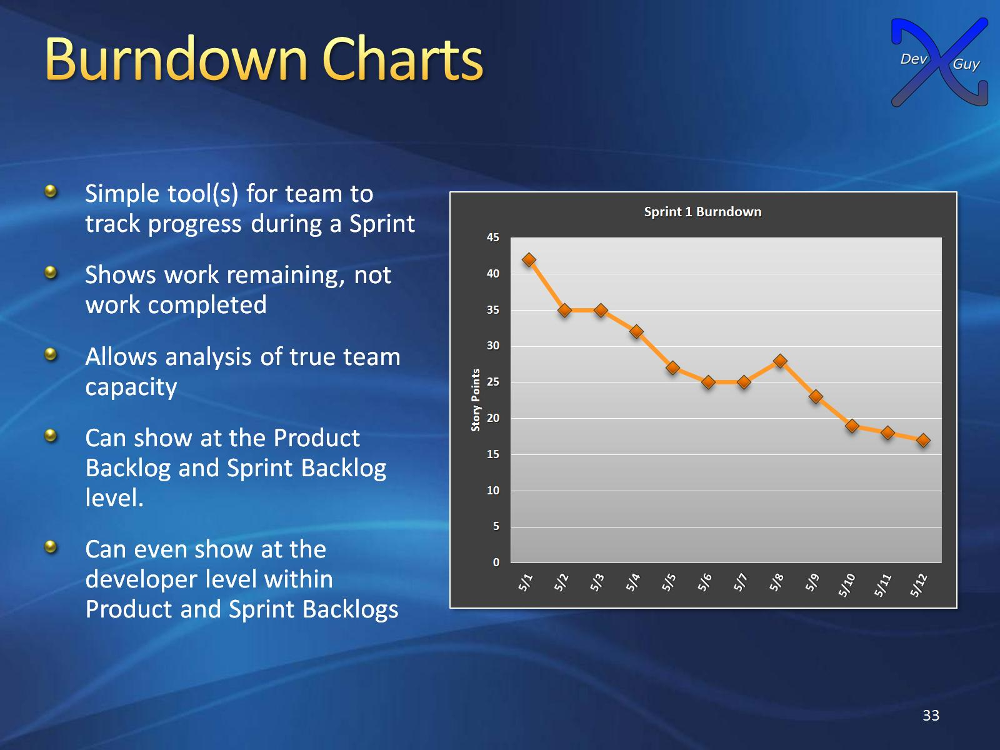 Burndown Charts
Dev
Guy
Simple tool(s) for team to
track progress during a Sprint
Shows work remaining, not
work completed
Allows analysis of true team
capacity
Can show at the Product
Backlog and Sprint Backlog
level.
Can even show at the
developer level within
Product and Sprint Backlogs
Sprint 1 Burndown
Story Points
45
40
35
30
25
20
15
10
5
0
5/1
5/2
5/3
5/4
5/5
5/6
5/7
5/8
5/9
5/10
5/11
5/12
33